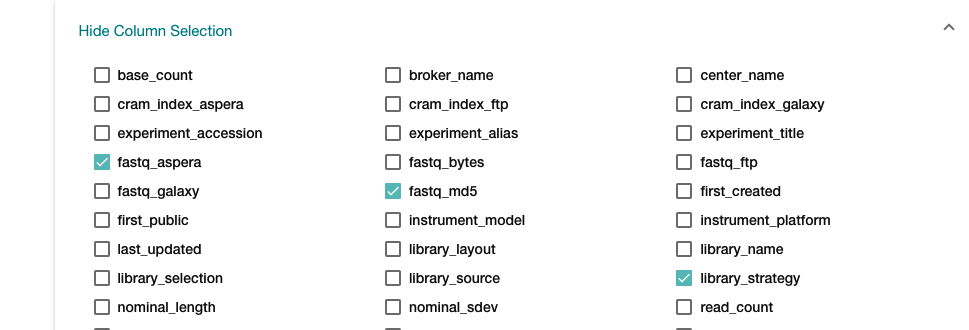 Hide Column Selection
base_count broker_name center_name
cram_index_aspera cram_index_ftp cram_index_galaxy
experiment_accession experiment_alias experiment_title
fastq_aspera fastq_bytes fastq_ftp
fastq_galaxy fastq_md5 first_created
first_public instrument_model instrument_platform
last_updated library_layout library_name
library_selection library_source library_strategy
nominal_length nominal_sdev read_count